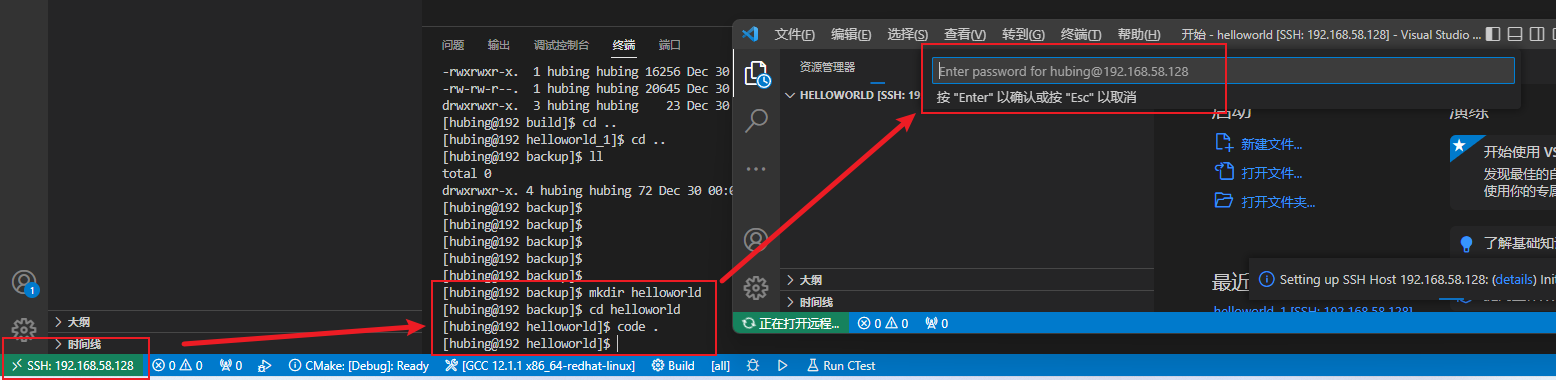 问题 输出 调试控制台 终端 端口
-rwxrwxr-x. 1 hubing hubing 16256 Dec 30
-rw-rw-r--. 1 hubing hubing 20645 Dec 30
drwxrwxr-x. 3 hubing hubing 23 Dec 30
[hubing@192 build]$ cd ..
[hubing@192 helloworld_1]$ cd ..
[hubing@192 backup]$ ll
total 0
drwxrwxr-x. 4 hubing hubing 72 Dec 30 00:
[hubing@192 backup]$
[hubing@192 backup]$
[hubing@192 backup]$
[hubing@192 backup]$
[hubing@192 backup]$
[hubing@192 backup]$ mkdir helloworld
[hubing@192 backup]$ cd helloworld
[hubing@192 helloworld]$ code .
[hubing@192 helloworld]$
1
大纲
时间线
SSH: 192.168.58.128 0 0 0 CMake: [Debug]: Ready [GCC 12.1.1 x86_64-redhat-linux] Build [all] Run CTest
文件(F) 编辑(E) 选择(S) 查看(V) 转到(G) 终端(T) 帮助(H) 开始 - helloworld [SSH: 192.168.58.128] - Visual Studio ...
资源管理器
Enter password for hubing@192.168.58.128
按 "Enter" 以确认或按 "Esc" 以取消
HELLOWORLD [SSH: 19
启动
新建文件...
打开文件...
打开文件夹...
最近
helloworld_1 [SSH: 192.168.58.128]
演练
开始使用 VS
发现最佳的自
使用你的专属
了解基础知
Setting up SSH Host 192.168.58.128: (details) Init
大纲
时间线
正在打开远程... 0 0 0